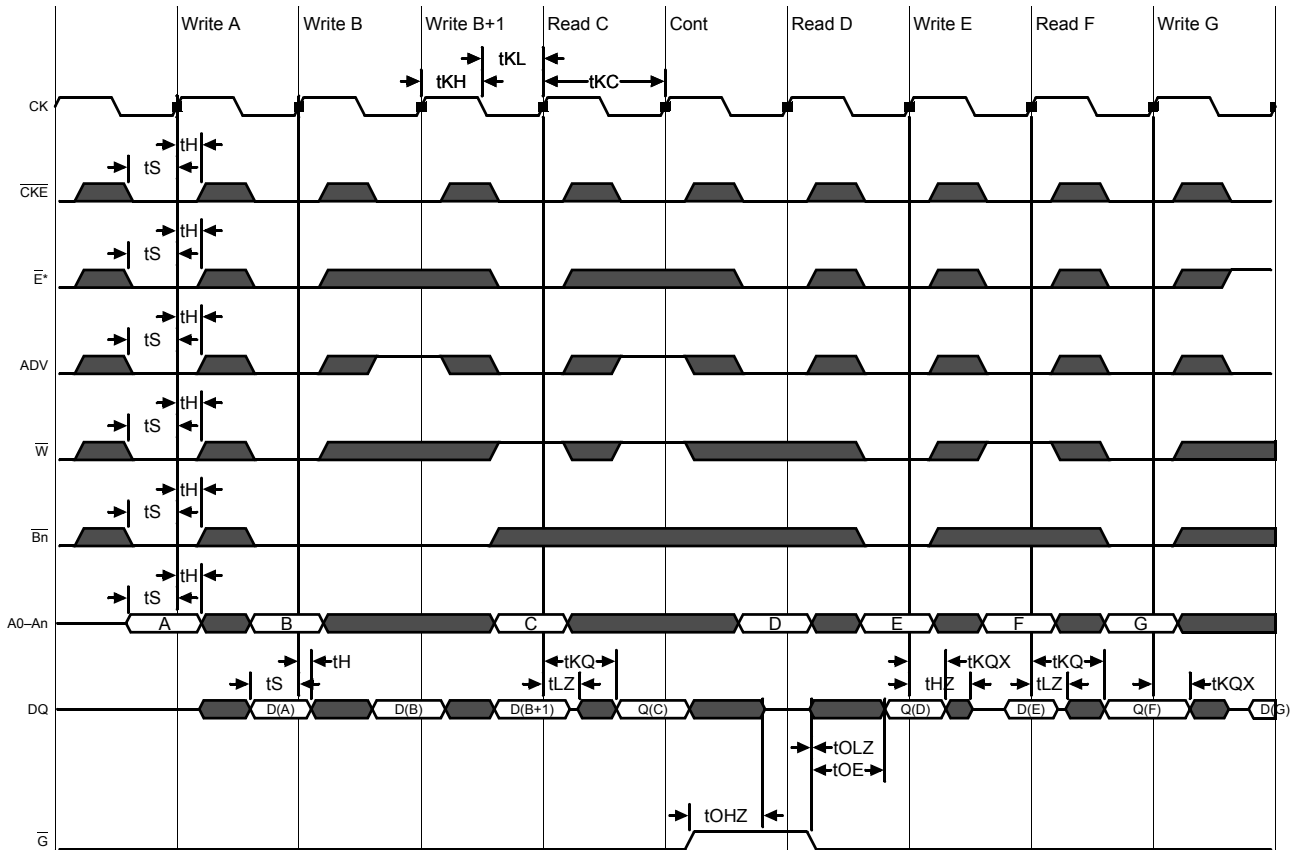 Write A Write B Write B+1 Read C Cont Read D Write E Read F Write G
tKL
tKH tKC
CK
tH
tS
CKE
tH
tS
E*
tH
tS
ADV
tH
tS
W
tH
tS
Bn
tH
tS
A0–An A B C D E F G
tH tKQ tKQX tKQ
tS tLZ tHZ tLZ tKQX
DQ D(A) D(B) D(B+1) Q(C) Q(D) D(E) Q(F) D(G)
tOLZ
tOE
tOHZ
G